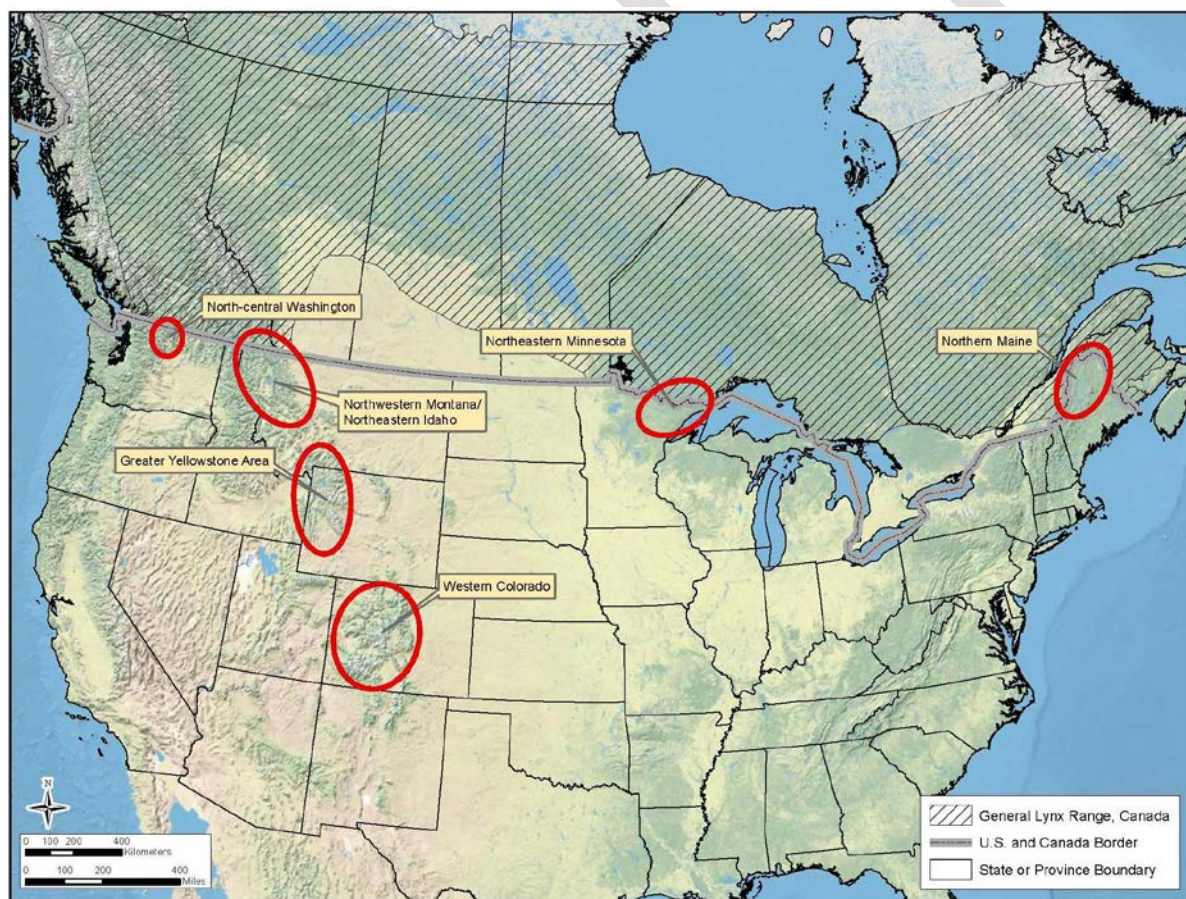 North-central Washington
Northeastern Minnesota
Northern Maine
Northwestern Montana/
Northeastern Idaho
Greater Yellowstone Area
Western Colorado
N
0 100 200 400
Kilometers
0 100 200 400
Miles
General Lynx Range, Canada
U.S. and Canada Border
State or Province Boundary